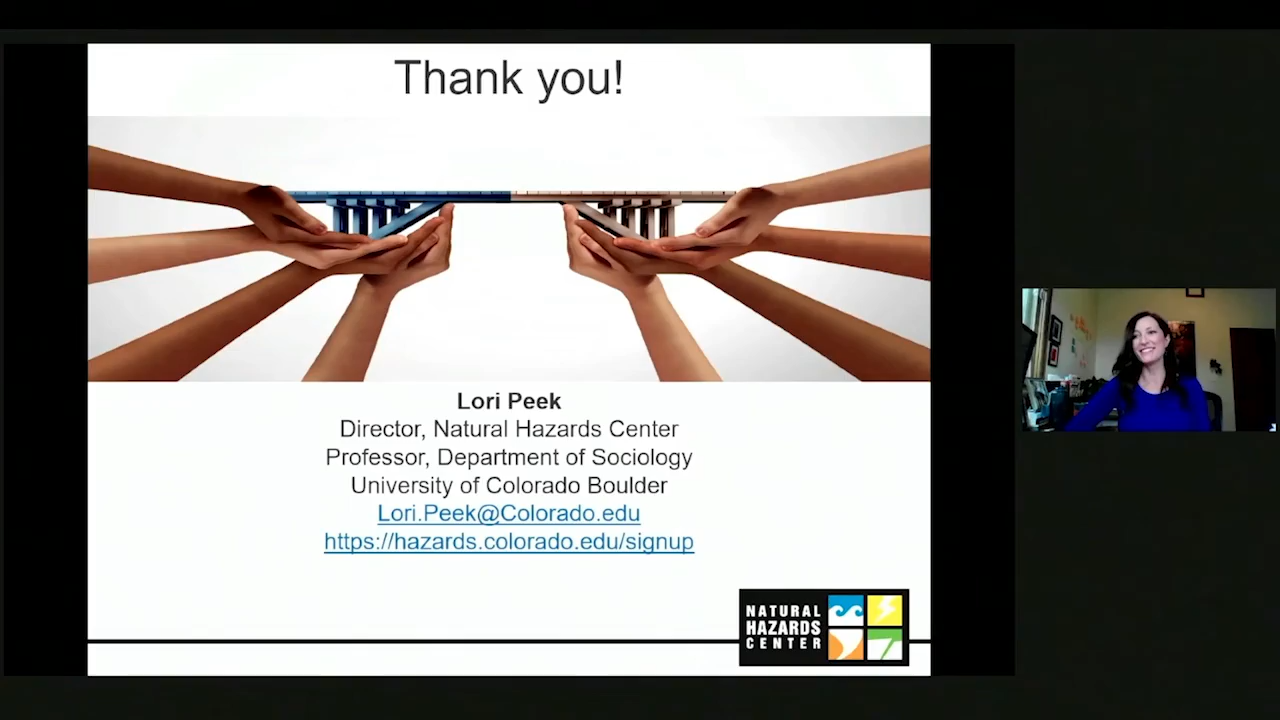 Thank you!
Lori Peek
Director, Natural Hazards Center
Professor, Department of Sociology
University of Colorado Boulder
Lori.Peek@Colorado.edu
https://hazards.colorado.edu/signup
NATURAL
HAZARDS
CENTER